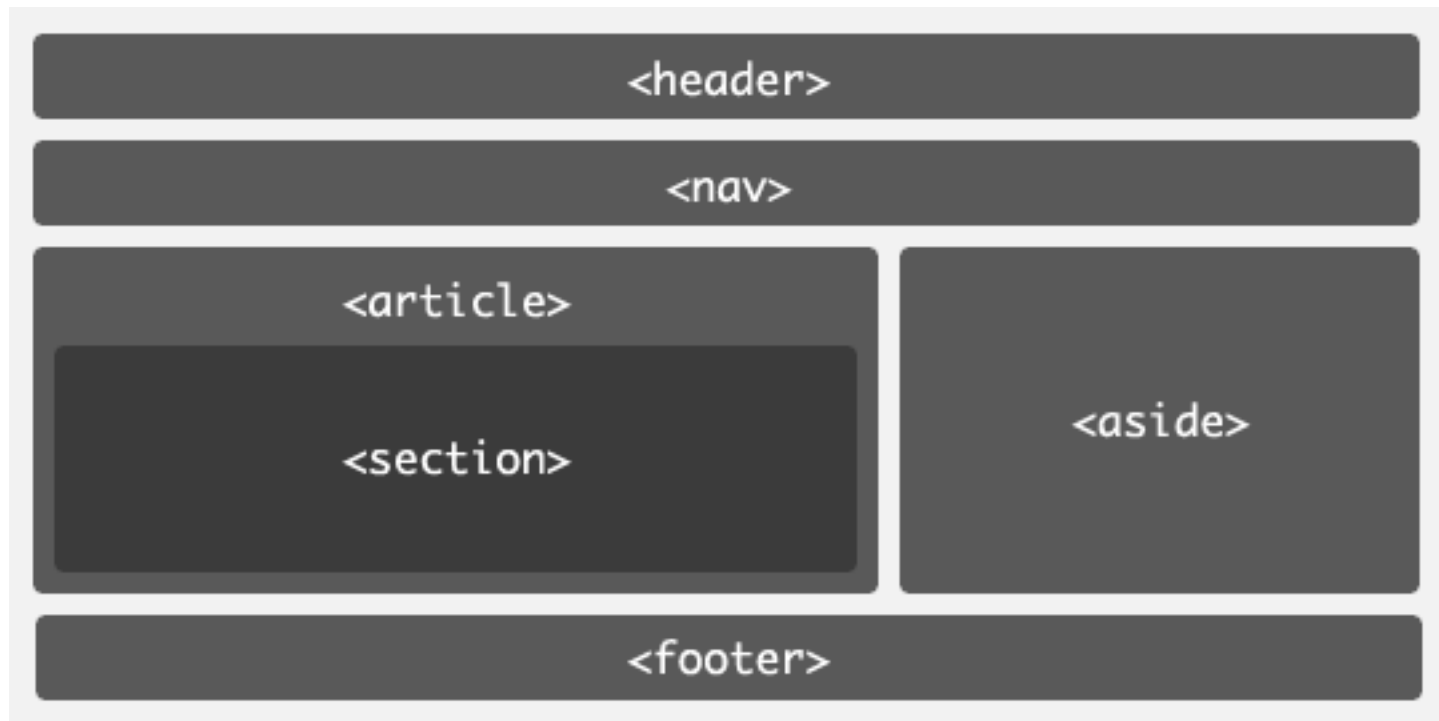 <header>
<nav>
<article>
<section>
<aside>
<footer>